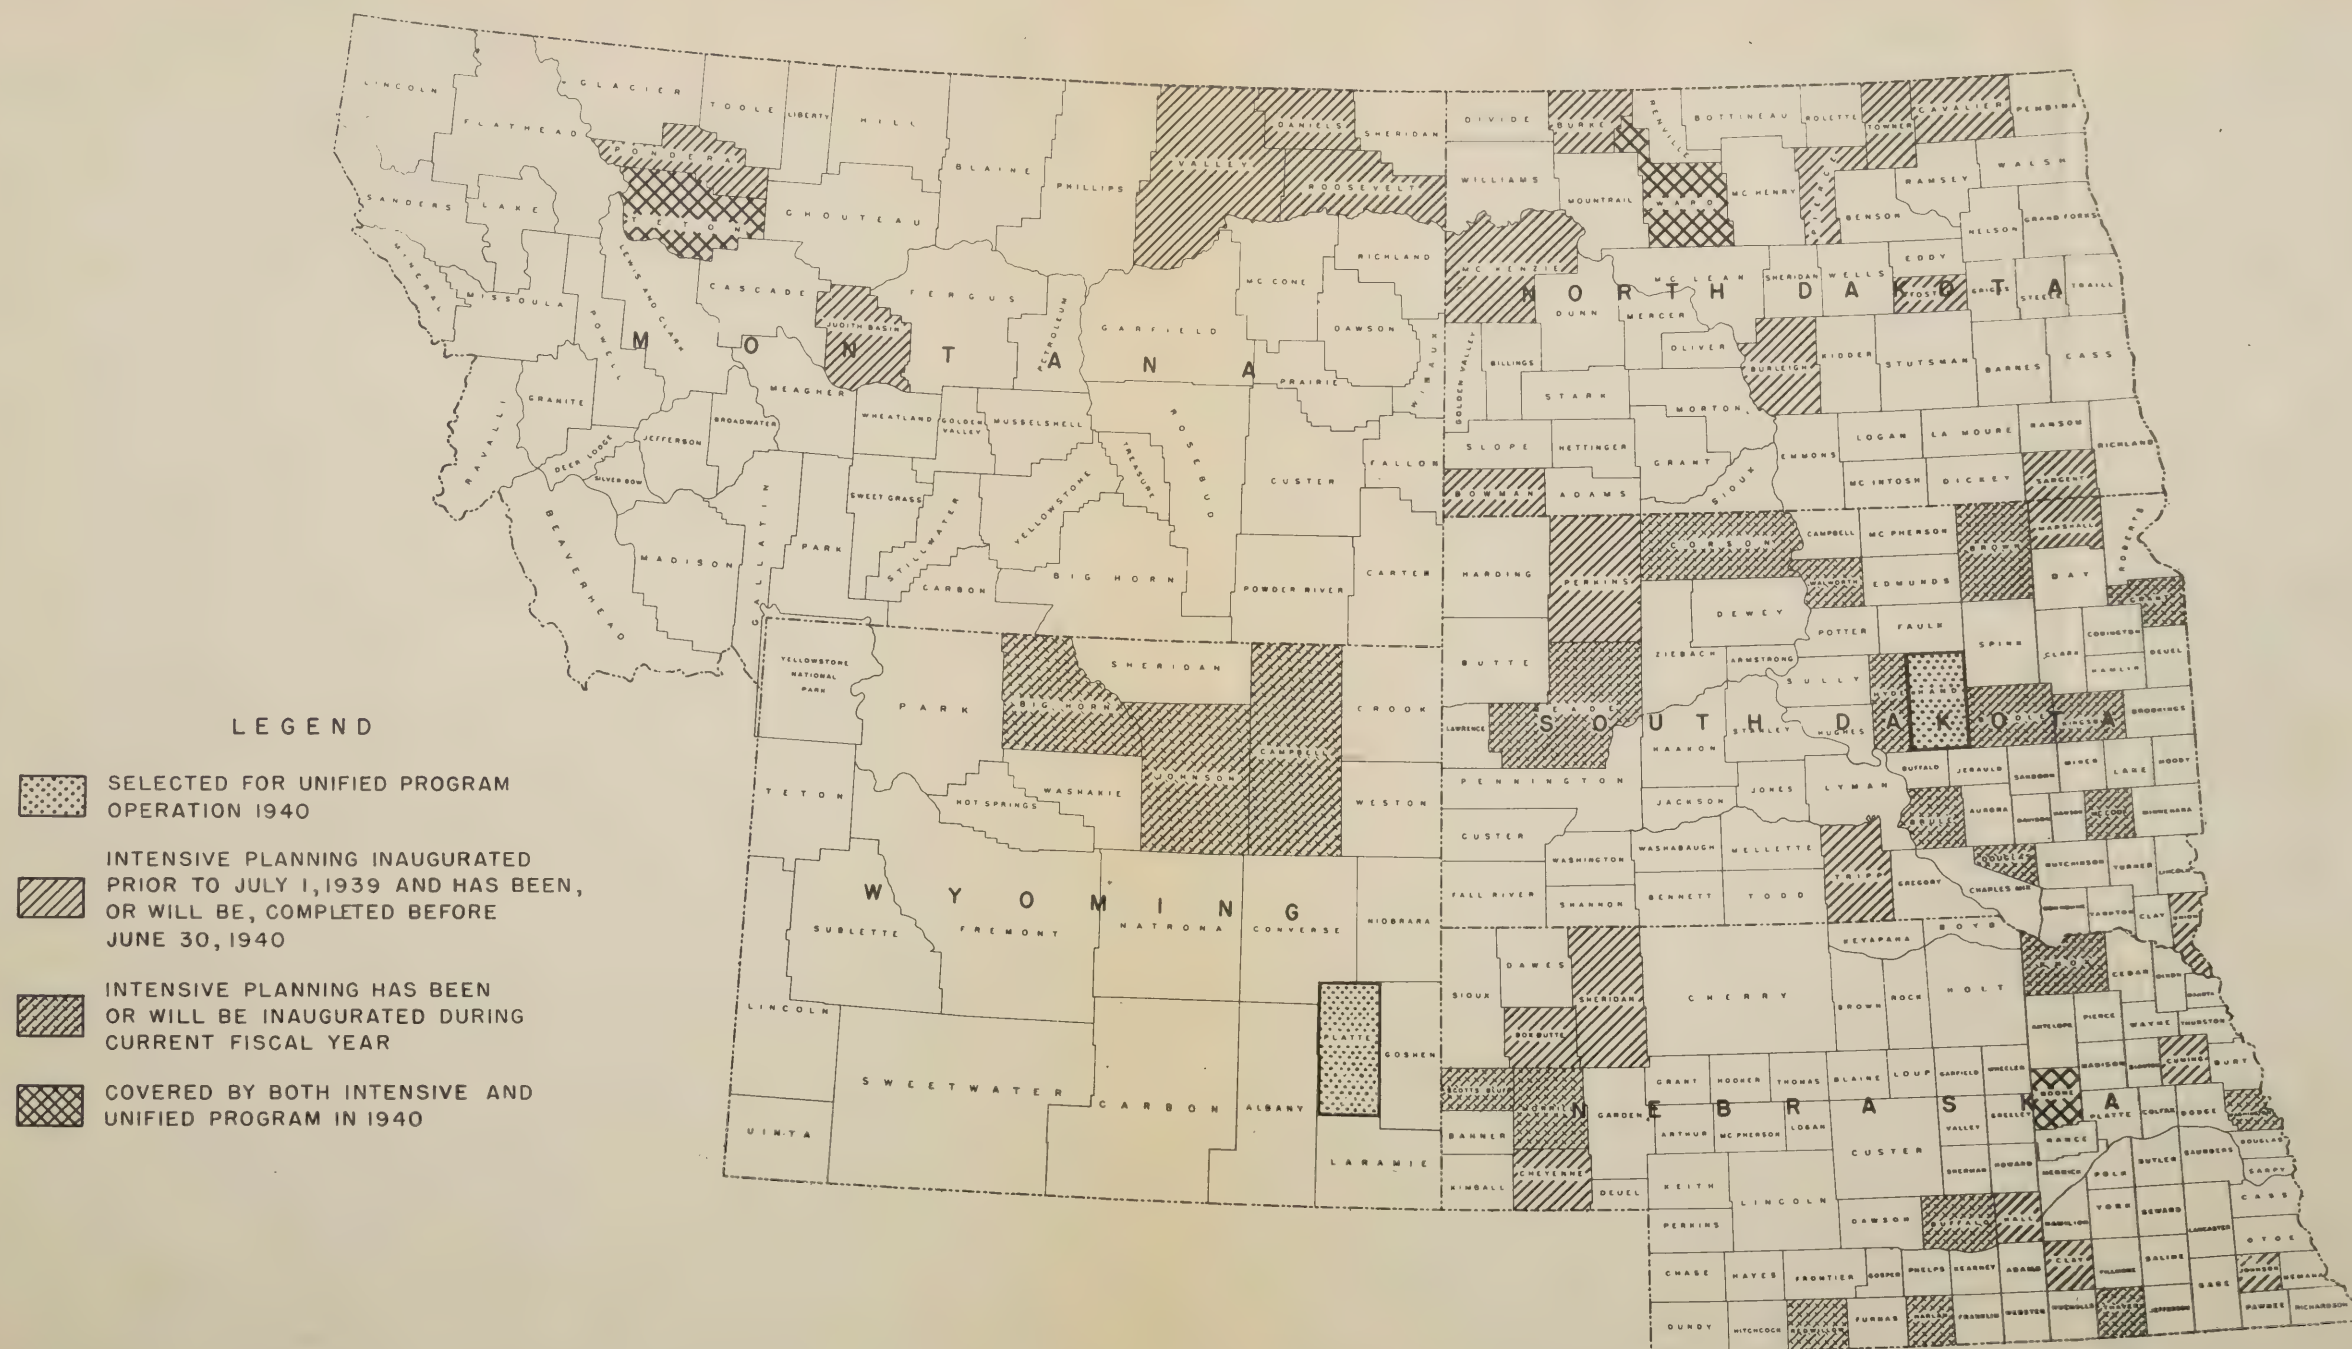 LINCOLN
FLATHEAD
GLACIER
TOOLE
LIBERTY
HILL
BLAINE
PHILLIPS
VALLEY
DANIELS
SHERIDAN
ROOSEVELT
PONDERA
TETON
CHOUTEAU
SANDERS
LAKE
MINERAL
MISSOULA
POWELL
LEWIS AND CLARK
CASCADE
JUDITH BASIN
FERGUS
PETROLEUM
GARFIELD
MC CONE
RICHLAND
DAWSON
WIBAUX
PRAIRIE
MONTANA
RAVALLI
GRANITE
DEER LODGE
SILVER BOW
JEFFERSON
BROADWATER
MEAGHER
WHEATLAND
GOLDEN
VALLEY
MUSSELSHELL
TREASURE
ROSEBUD
CUSTER
FALLON
BEAVERHEAD
MADISON
GALLATIN
PARK
SWEET GRASS
STILLWATER
YELLOWSTONE
CARBON
BIG HORN
POWDER RIVER
CARTER
DIVIDE
BURKE
RENVILLE
BOTTINEAU
ROLETTE
TOWNER
CAVALIER
PEMBINA
WILLIAMS
MOUNTRAIL
WARD
MC HENRY
PIERCE
BENSON
RAMSEY
WALSH
NELSON
GRAND FORKS
MC KENZIE
DUNN
MC LEAN
MERCER
SHERIDAN
WELLS
EDDY
FOSTER
GRIGGS
STEELE
TRAILL
NORTH DAKOTA
GOLDEN VALLEY
BILLINGS
STARK
OLIVER
MORTON
BURLEIGH
KIDDER
STUTSMAN
BARNES
CASS
SLOPE
HETTINGER
GRANT
SIOUX
EMMONS
LOGAN
LA MOURE
RANSOM
RICHLAND
BOWMAN
ADAMS
MC INTOSH
DICKEY
SARGENT
HARDING
PERKINS
CORSON
CAMPBELL
MC PHERSON
BROWN
MARSHALL
ROBERTS
WALWORTH
EDMUNDS
DAY
GRANT
BUTTE
ZIEBACH
DEWEY
ARMSTRONG
POTTER
FAULK
SPINK
CLARK
CODINGTON
HAMLIN
DEUEL
LAWRENCE
MEADE
HAAKON
STANLEY
SULLY
HUGHES
HYDE
HAND
BEADLE
KINGSBURY
BROOKINGS
SOUTH DAKOTA
PENNINGTON
JACKSON
JONES
LYMAN
BUFFALO
JERAULD
SANBORN
MINER
LAKE
MOODY
CUSTER
WASHINGTON
WASHABAUGH
MELLETTE
BRULE
AURORA
DAVISON
HANSON
MC COOK
MINNEHAHA
FALL RIVER
SHANNON
BENNETT
TODD
TRIPP
GREGORY
CHARLES MIX
DOUGLAS
HUTCHINSON
TURNER
LINCOLN
BON HOMME
YANKTON
CLAY
UNION
YELLOWSTONE
NATIONAL
PARK
PARK
BIG HORN
SHERIDAN
JOHNSON
CAMPBELL
CROOK
TETON
HOT SPRINGS
WASHAKIE
WESTON
WYOMING
SUBLETTE
FREMONT
NATRONA
CONVERSE
NIOBRARA
LINCOLN
UINTA
SWEETWATER
CARBON
ALBANY
PLATTE
GOSHEN
LARAMIE
SIOUX
DAWES
SHERIDAN
CHERRY
KEYAPAHA
BOYD
BROWN
ROCK
HOLT
KNOX
CEDAR
DIXON
BOX BUTTE
ANTELOPE
PIERCE
WAYNE
THURSTON
SCOTTS BLUFF
MORRILL
GARDEN
GRANT
HOOKER
THOMAS
BLAINE
LOUP
GARFIELD
WHEELER
BOONE
MADISON
CUMING
BURT
BANNER
ARTHUR
MC PHERSON
LOGAN
VALLEY
GREELEY
PLATTE
COLFAX
DODGE
WASHINGTON
NEBRASKA
KIMBALL
CHEYENNE
DEUEL
KEITH
LINCOLN
CUSTER
SHERMAN
HOWARD
NANCE
MERRICK
POLK
BUTLER
SAUNDERS
DOUGLAS
SARPY
PERKINS
DAWSON
BUFFALO
HALL
HAMILTON
YORK
SEWARD
LANCASTER
CASS
OTOE
CHASE
HAYES
FRONTIER
GOSPER
PHELPS
KEARNEY
ADAMS
CLAY
FILLMORE
SALINE
GAGE
JOHNSON
NEMAHA
DUNDY
HITCHCOCK
RED WILLOW
FURNAS
HARLAN
FRANKLIN
WEBSTER
NUCKOLLS
THAYER
JEFFERSON
PAWNEE
RICHARDSON
LEGEND
SELECTED FOR UNIFIED PROGRAM
OPERATION 1940
INTENSIVE PLANNING INAUGURATED
PRIOR TO JULY 1, 1939 AND HAS BEEN,
OR WILL BE, COMPLETED BEFORE
JUNE 30, 1940
INTENSIVE PLANNING HAS BEEN
OR WILL BE INAUGURATED DURING
CURRENT FISCAL YEAR
COVERED BY BOTH INTENSIVE AND
UNIFIED PROGRAM IN 1940